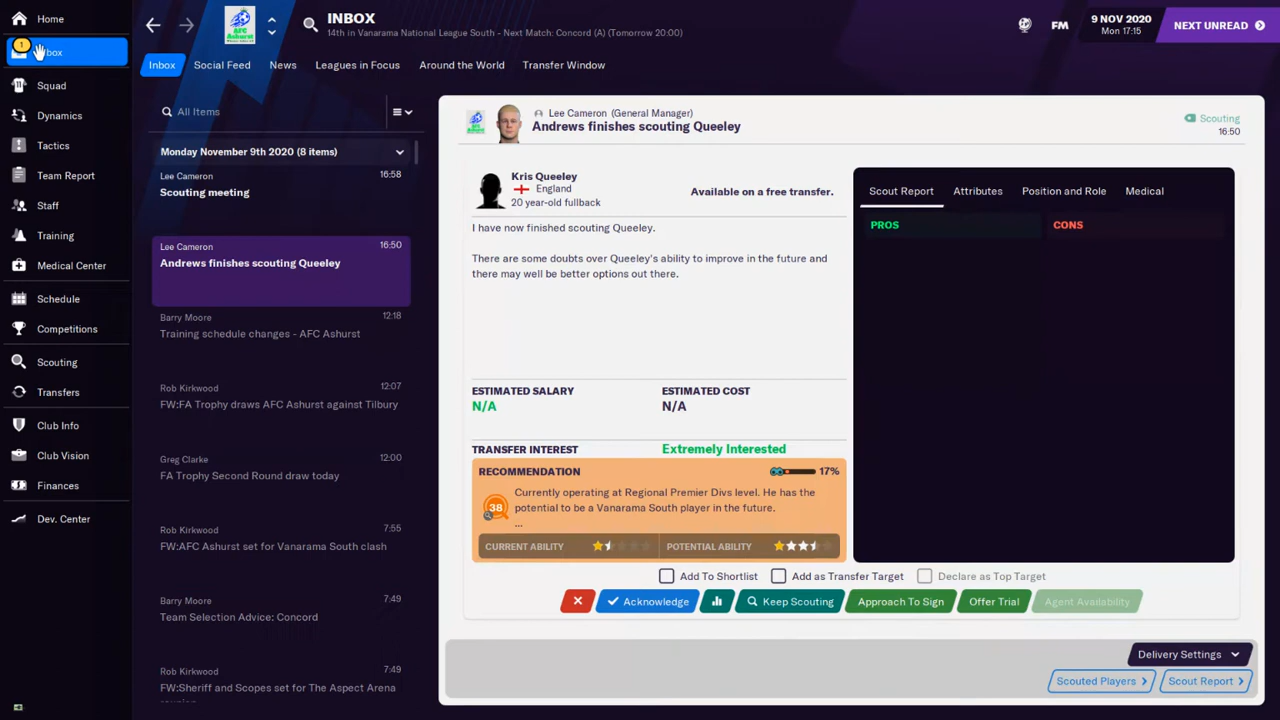 Home
INBOX
14th in Vanarama National League South - Next Match: Concord (A) (Tomorrow 20:00)
FM
9 NOV 2020
Mon 17:15
NEXT UNREAD
1
box
Squad
Dynamics
Tactics
Team Report
Staff
Training
Medical Center
Schedule
Competitions
Scouting
Transfers
Club Info
Club Vision
Finances
Dev. Center
Inbox
Social Feed
News
Leagues in Focus
Around the World
Transfer Window
All Items
Monday November 9th 2020 (8 items)
Lee Cameron 16:58
Scouting meeting
Lee Cameron 16:50
Andrews finishes scouting Queeley
Barry Moore 12:18
Training schedule changes - AFC Ashurst
Rob Kirkwood 12:07
FW:FA Trophy draws AFC Ashurst against Tilbury
Greg Clarke 12:00
FA Trophy Second Round draw today
Rob Kirkwood 7:55
FW:AFC Ashurst set for Vanarama South clash
Barry Moore 7:49
Team Selection Advice: Concord
Rob Kirkwood 7:49
FW:Sheriff and Scopes set for The Aspect Arena
Lee Cameron (General Manager)
Andrews finishes scouting Queeley
Scouting
16:50
Kris Queeley
England
20 year-old fullback
Available on a free transfer.
I have now finished scouting Queeley.
There are some doubts over Queeley's ability to improve in the future and
there may well be better options out there.
ESTIMATED SALARY
N/A
ESTIMATED COST
N/A
TRANSFER INTEREST Extremely Interested
RECOMMENDATION 17%
38
Currently operating at Regional Premier Divs level. He has the
potential to be a Vanarama South player in the future.
...
CURRENT ABILITY POTENTIAL ABILITY
Scout Report
Attributes
Position and Role
Medical
PROS
CONS
Add To Shortlist
Add as Transfer Target
Declare as Top Target
Acknowledge
Keep Scouting
Approach To Sign
Offer Trial
Agent Availability
Delivery Settings
Scouted Players
Scout Report